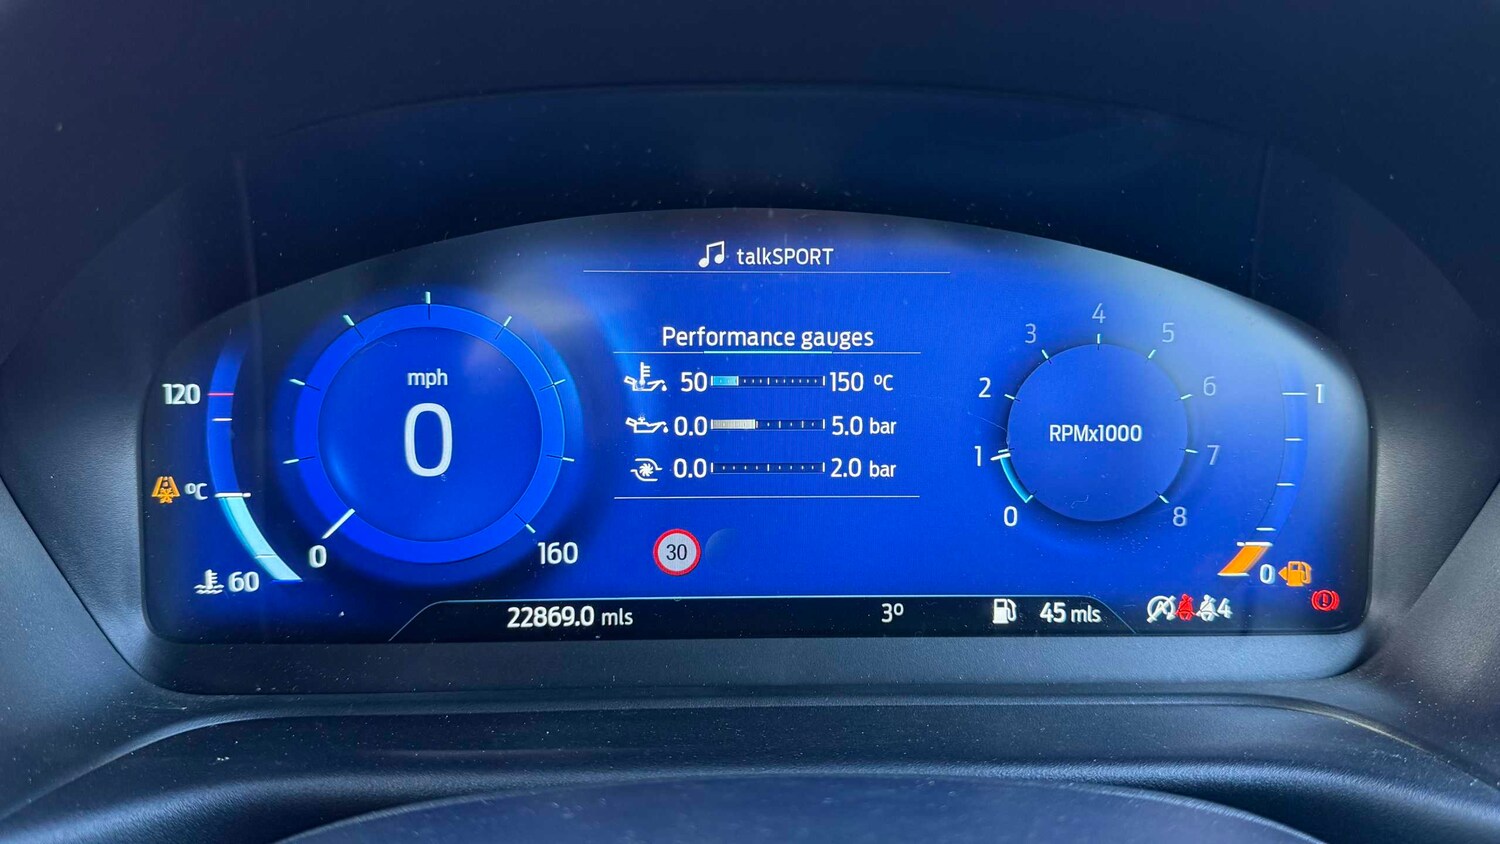 talkSPORT
Performance gauges
50 150 ºC
0.0 5.0 bar
0.0 2.0 bar
120
ºC
60
mph
0
0
160
30
RPMx1000
0
1
2
3
4
5
6
7
8
1
0
22869.0 mls
3º
45 mls
4